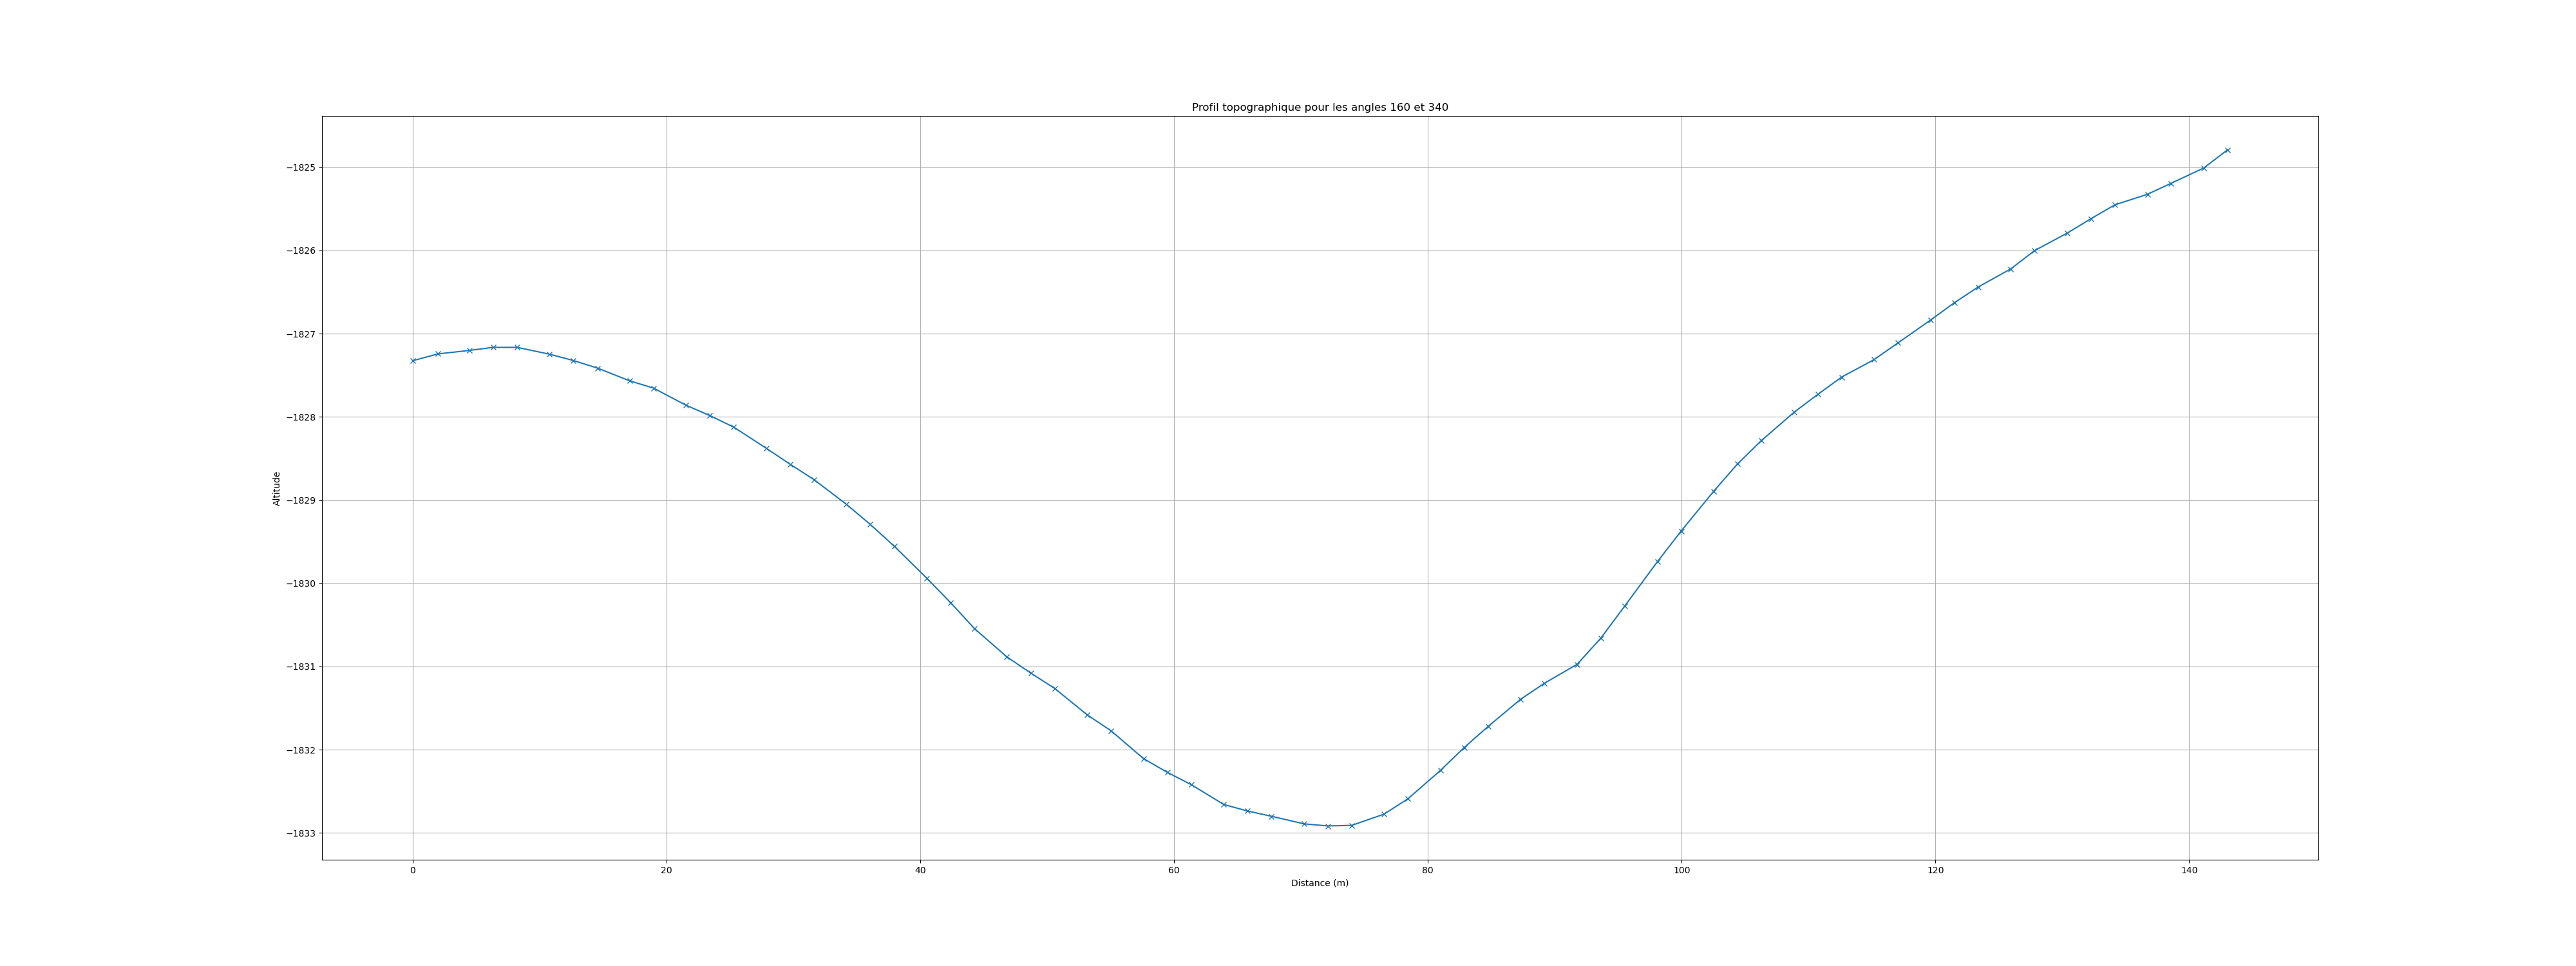 Profil topographique pour les angles 160 et 340
Altitude
−1825
−1826
−1827
−1828
−1829
−1830
−1831
−1832
−1833
0 20 40 60 80 100 120 140
Distance (m)